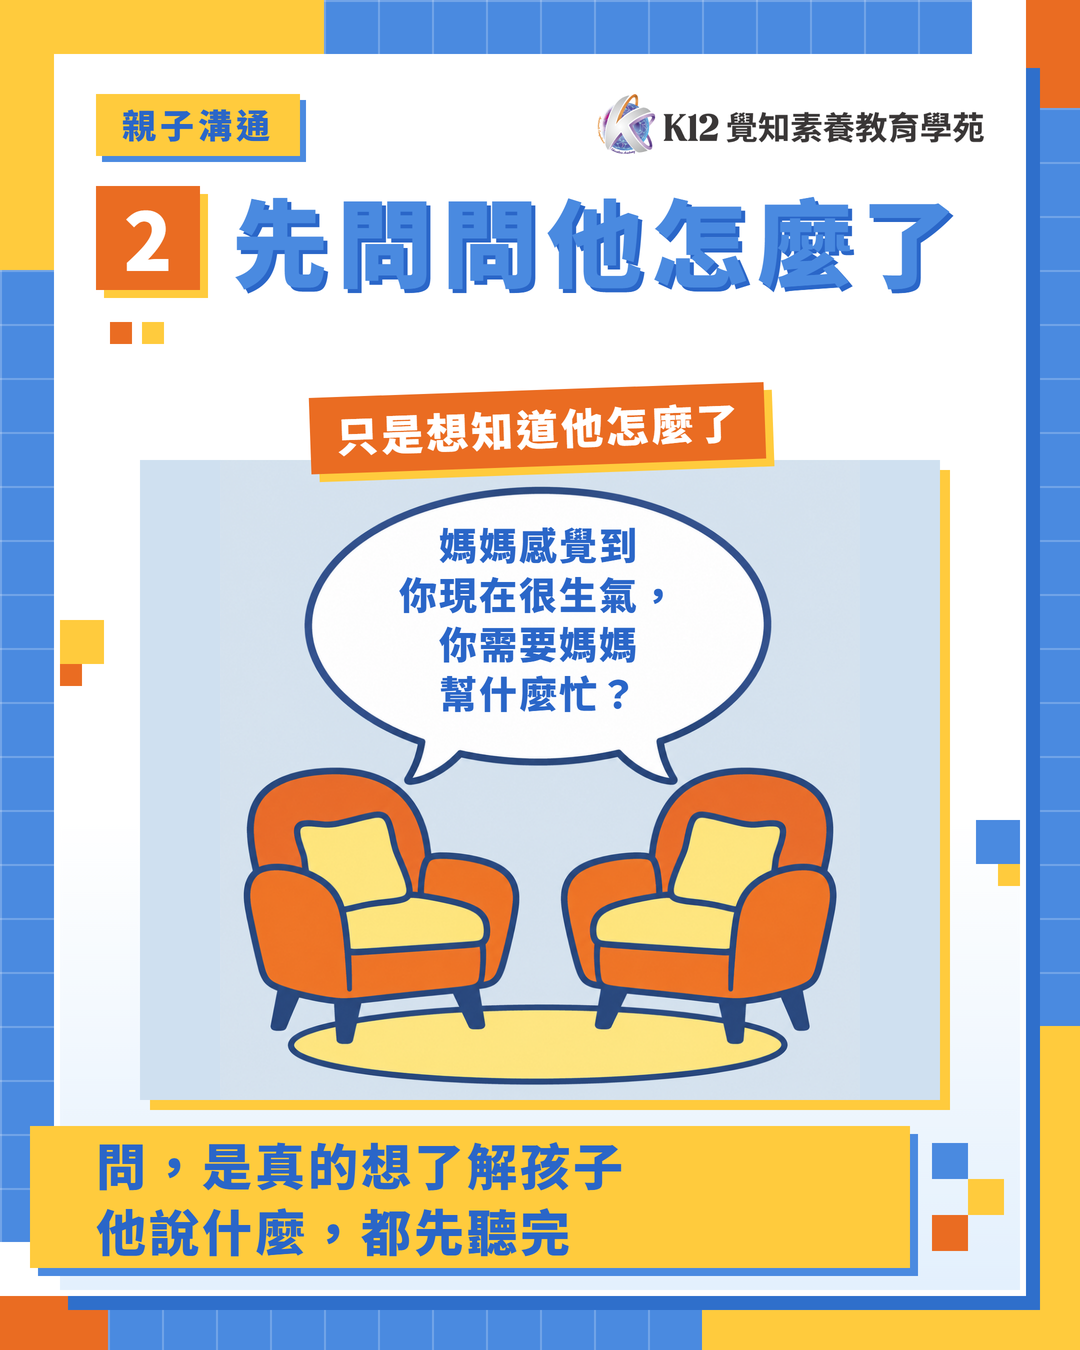 親子溝通
K12 覺知素養教育學苑
2 先問問他怎麼了
只是想知道他怎麼了
媽媽感覺到
你現在很生氣，
你需要媽媽
幫什麼忙？
問，是真的想了解孩子
他說什麼，都先聽完